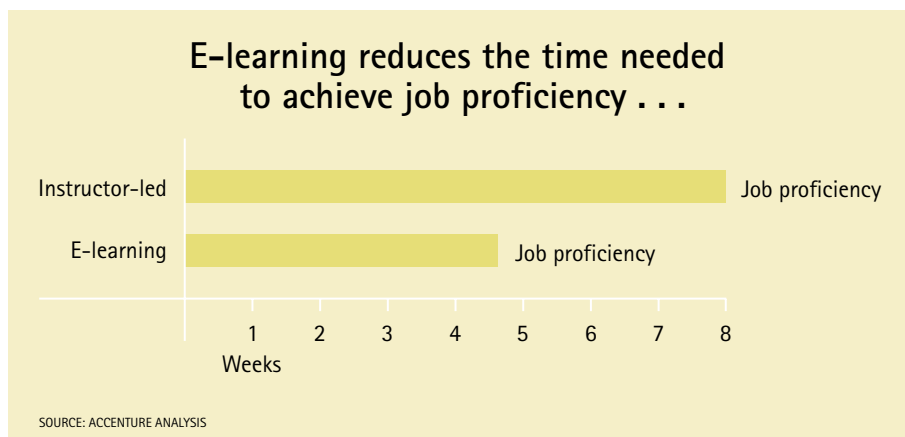 E-learning reduces the time needed
to achieve job proficiency . . .
Instructor-led
Job proficiency
E-learning
Job proficiency
1 2 3 4 5 6 7 8
Weeks
SOURCE: ACCENTURE ANALYSIS